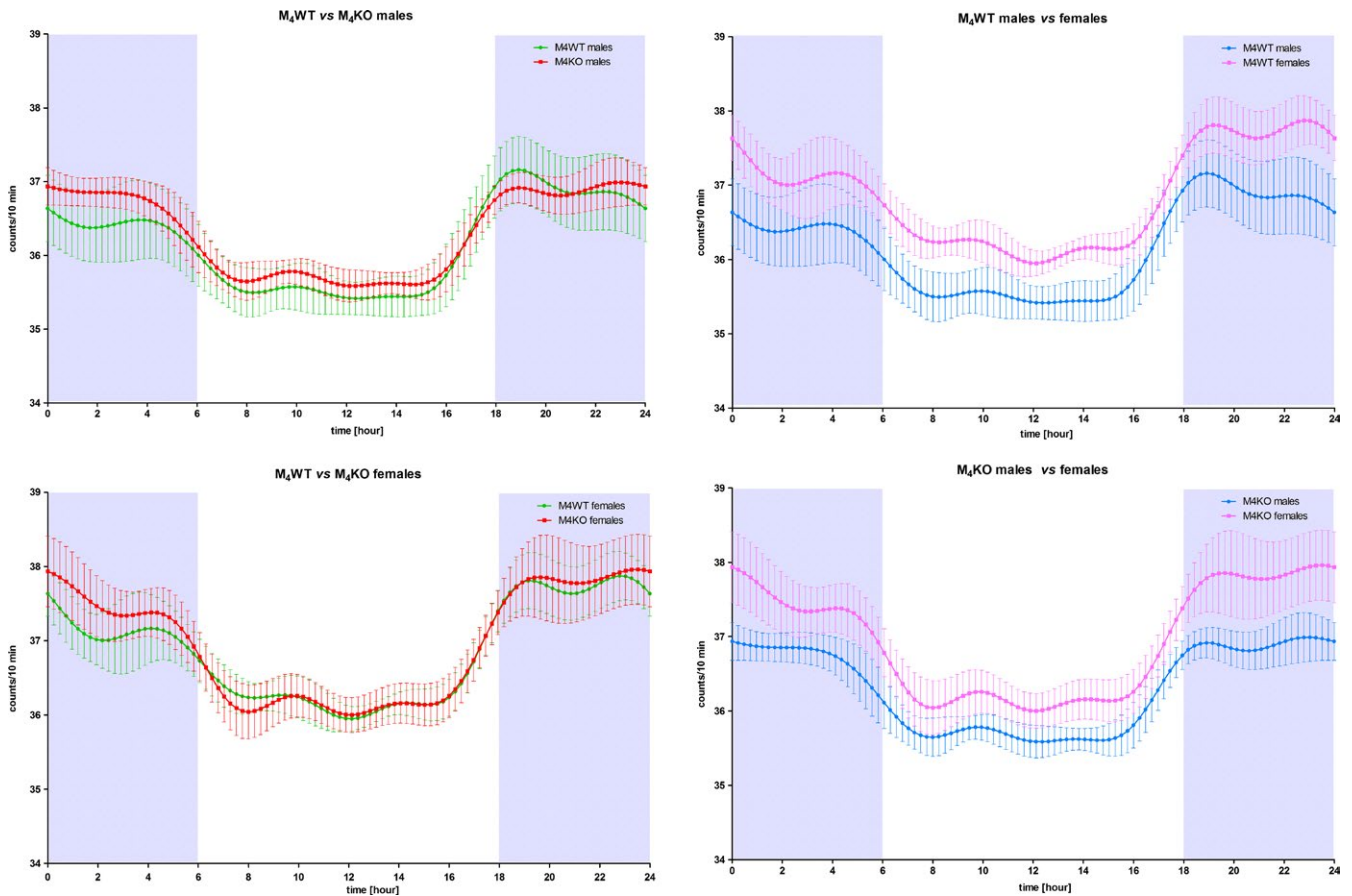 M₄WT vs M₄KO males
39
38
37
36
35
34
counts/10 min
M4WT males
M4KO males
0 2 4 6 8 10 12 14 16 18 20 22 24
time [hour]
M₄WT males vs females
39
38
37
36
35
34
counts/10 min
M4WT males
M4WT females
0 2 4 6 8 10 12 14 16 18 20 22 24
time [hour]
M₄WT vs M₄KO females
39
38
37
36
35
34
counts/10 min
M4WT females
M4KO females
0 2 4 6 8 10 12 14 16 18 20 22 24
time [hour]
M₄KO males vs females
39
38
37
36
35
34
counts/10 min
M4KO males
M4KO females
0 2 4 6 8 10 12 14 16 18 20 22 24
time [hour]